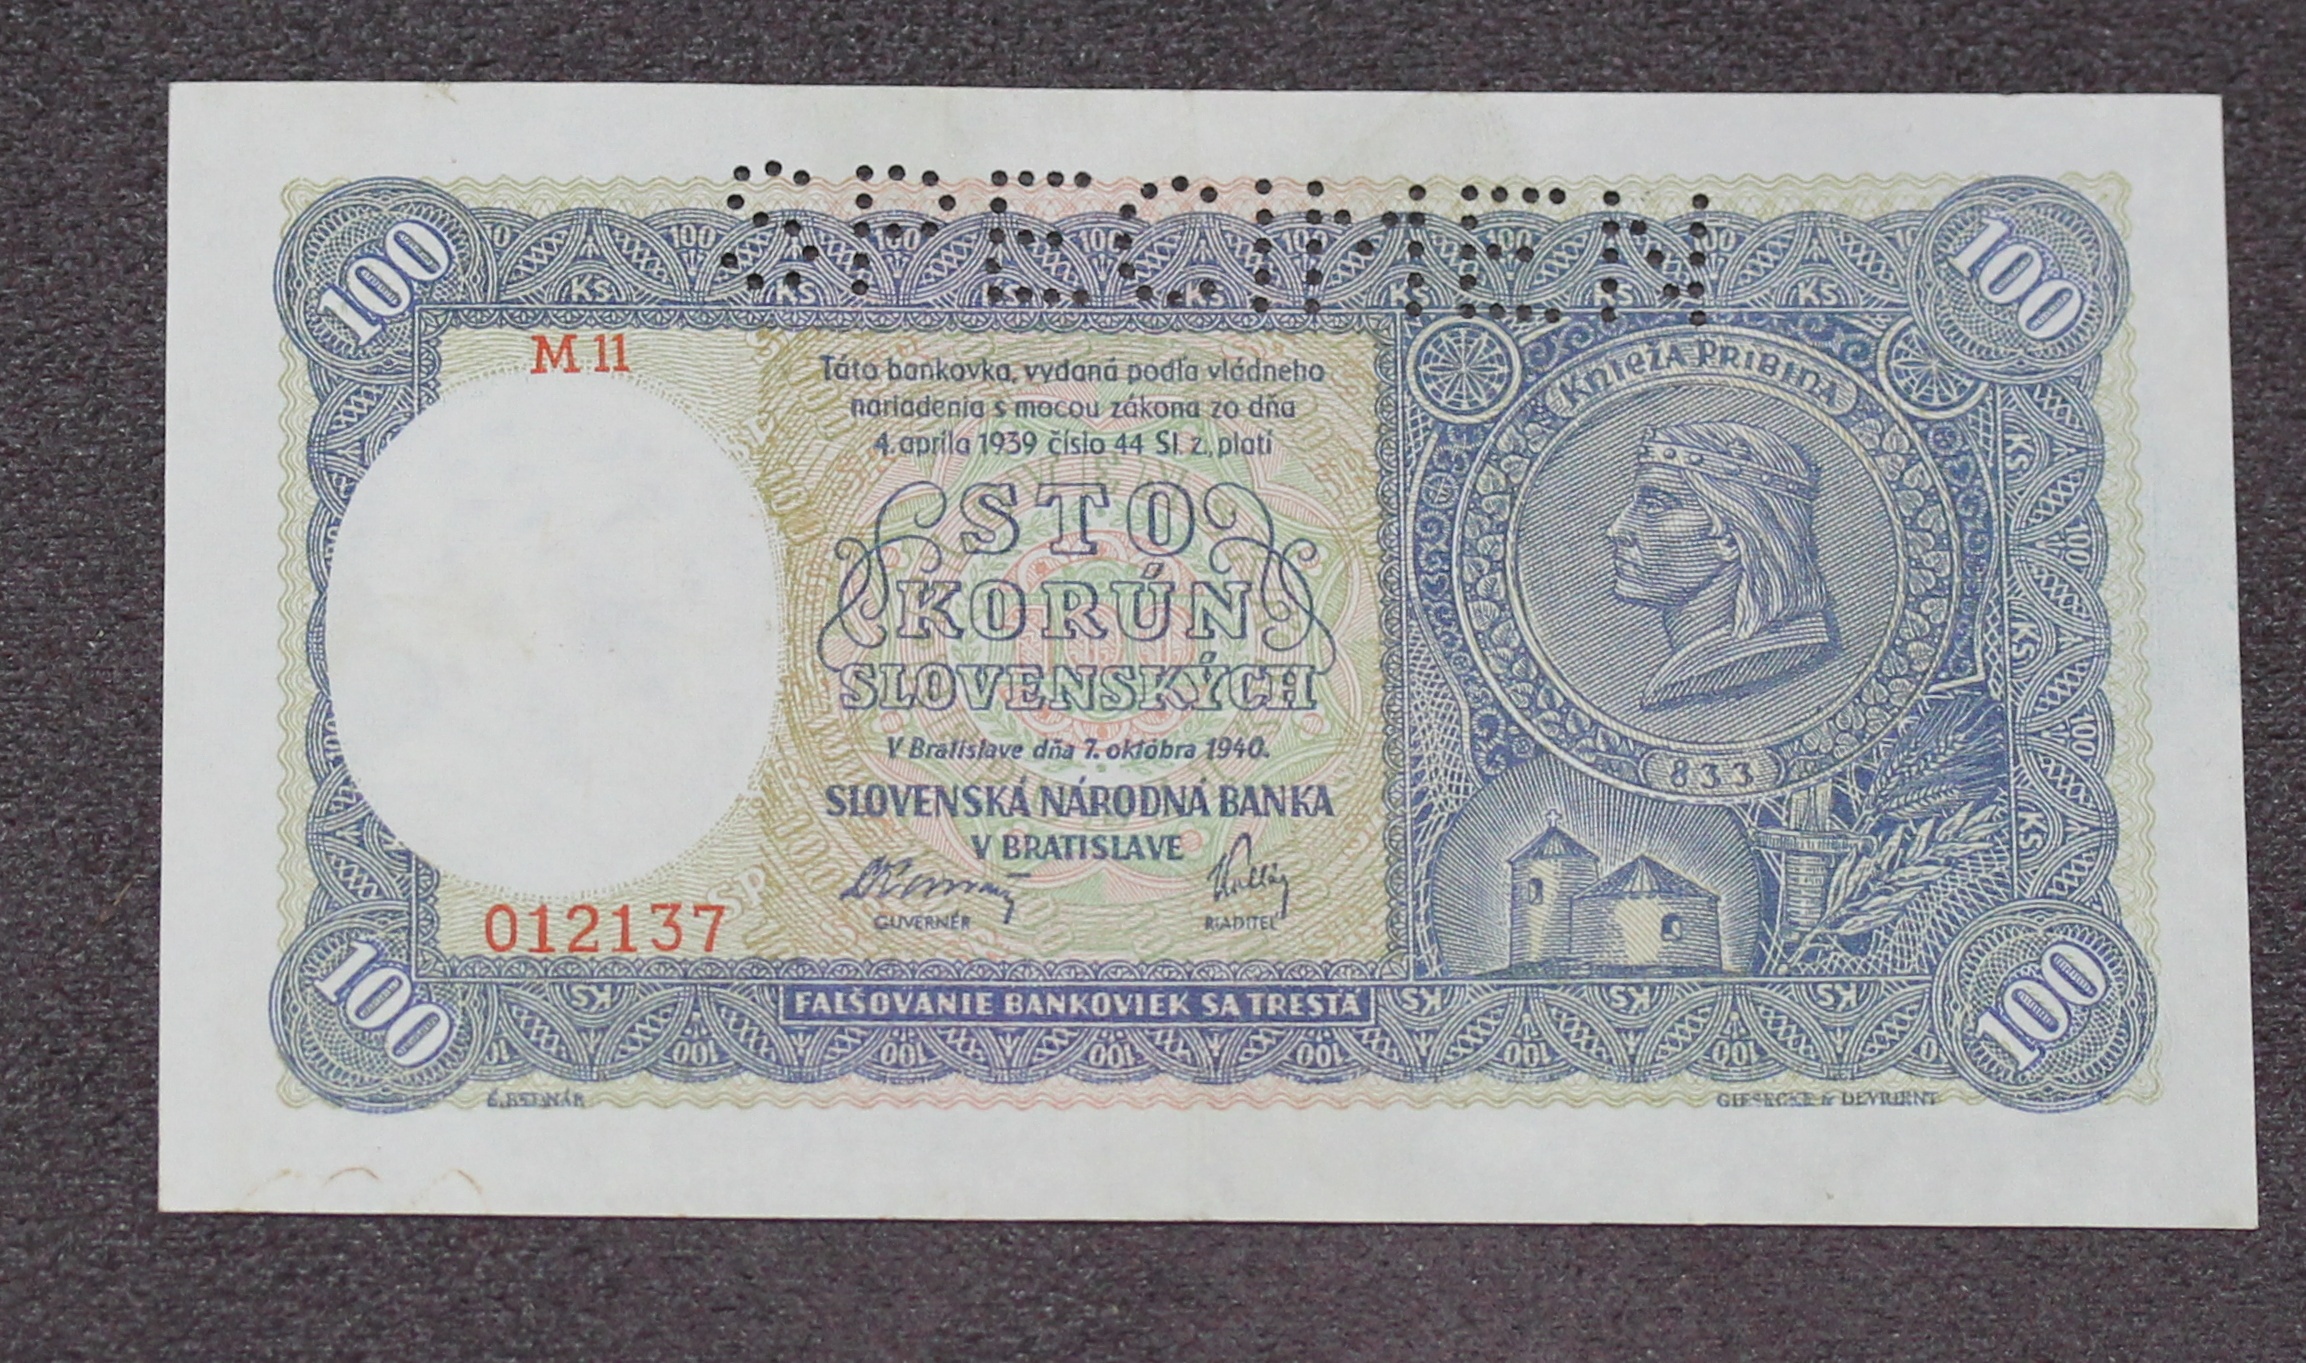 SPECIMEN
100
100
M 11
Táto bankovka, vydaná podľa vládneho
nariadenia s mocou zákona zo dňa
4. apríla 1939 číslo 44 Sl. z., platí
STO
KORÚN
SLOVENSKÝCH
V Bratislave dňa 7. októbra 1940.
SLOVENSKÁ NÁRODNÁ BANKA
V BRATISLAVE
GUVERNÉR
RIADITEĽ
012137
KNIEŽA PRIBINA
833
100
FALŠOVANIE BANKOVIEK SA TRESTÁ
100
GIESECKE & DEVRIENT